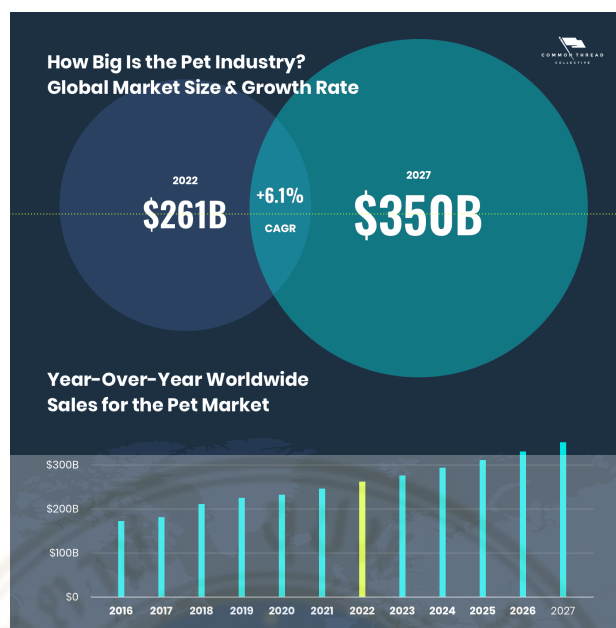 How Big Is the Pet Industry?
Global Market Size & Growth Rate
COMMON THREAD
COLLECTIVE
2022
$261B
+6.1%
CAGR
2027
$350B
Year-Over-Year Worldwide
Sales for the Pet Market
$300B
$200B
$100B
$0
2016 2017 2018 2019 2020 2021 2022 2023 2024 2025 2026 2027